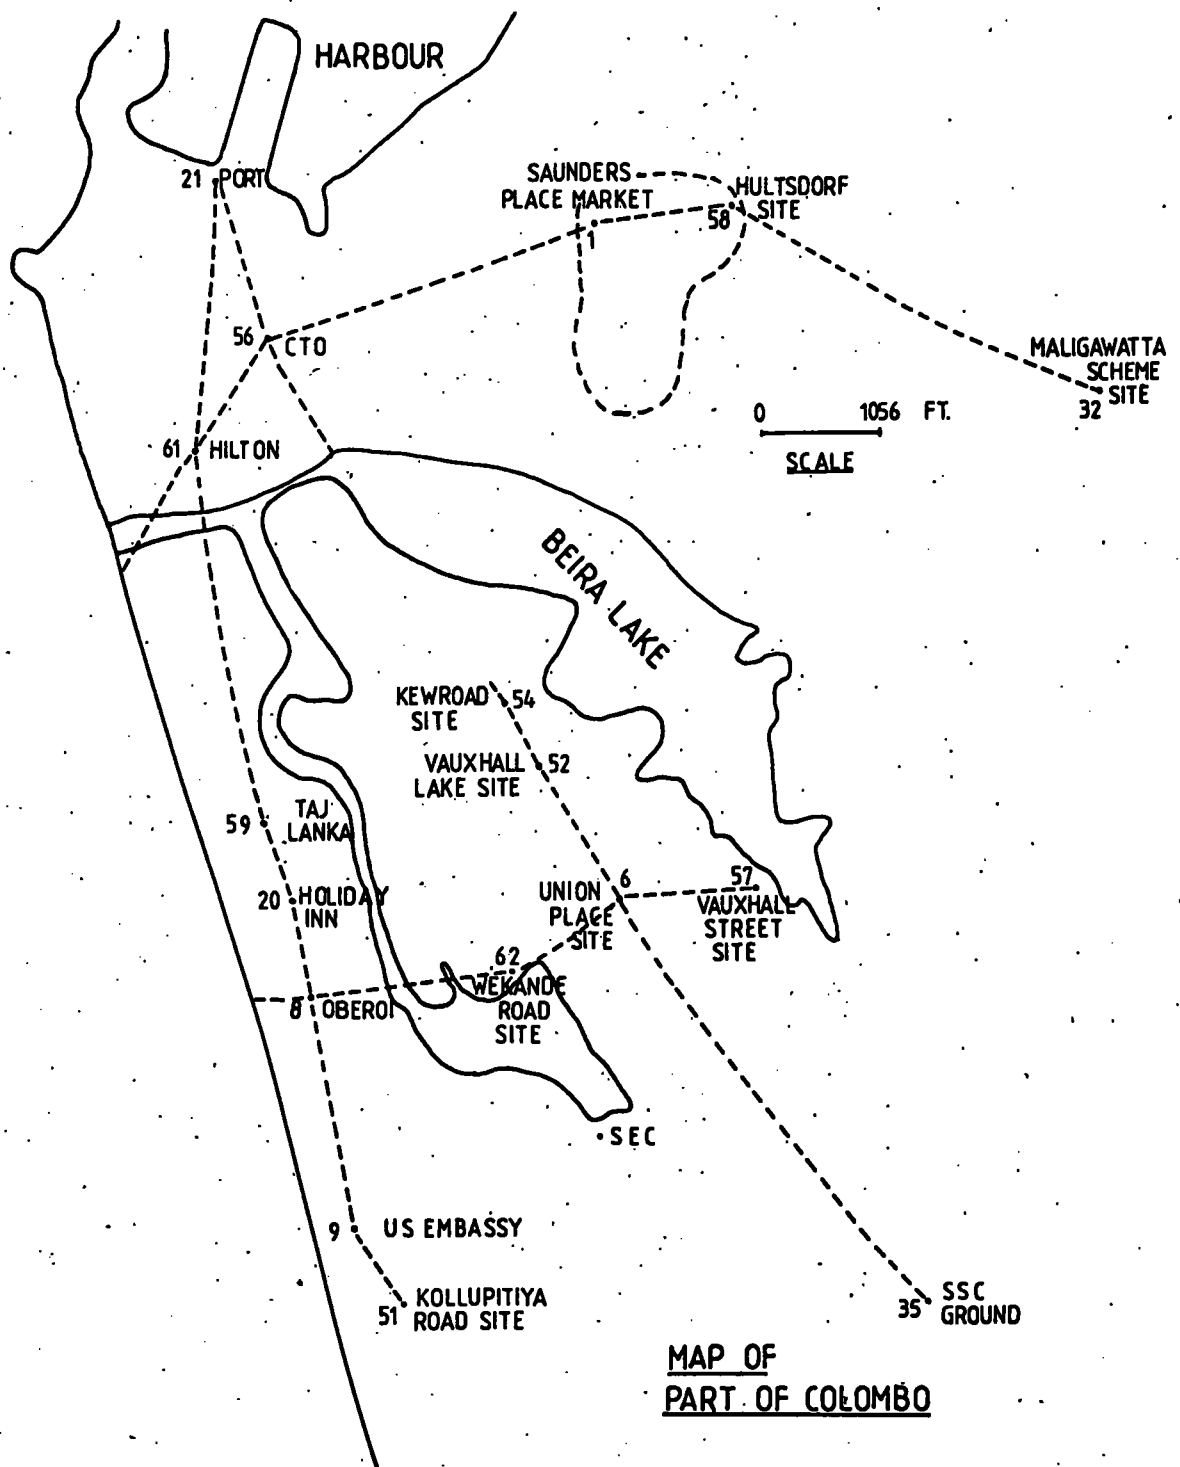 HARBOUR
21 PORT
SAUNDERS
PLACE MARKET
1
58
HULTSDORF
SITE
56 CTO
MALIGAWATTA
SCHEME
SITE
32
0 1056 FT.
SCALE
61 HILTON
BEIRA LAKE
KEWROAD 54
SITE
VAUXHALL 52
LAKE SITE
59 TAJ
LANKA
20 HOLIDAY
INN
UNION 6
PLACE
SITE
57
VAUXHALL
STREET
SITE
62
WEKANDE
ROAD
SITE
8 OBEROI
SEC
9 US EMBASSY
51 KOLLUPITIYA
ROAD SITE
35 SSC
GROUND
MAP OF
PART OF COLOMBO